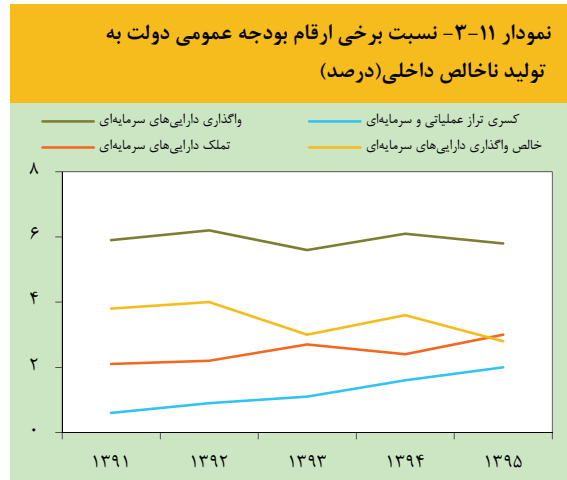 نمودار ۱۱-۳- نسبت برخی ارقام بودجه عمومی دولت به
تولید ناخالص داخلی(درصد)
کسری تراز عملیاتی و سرمایه‌ای
واگذاری دارایی‌های سرمایه‌ای
خالص واگذاری دارایی‌های سرمایه‌ای
تملک دارایی‌های سرمایه‌ای
۸
۶
۴
۲
۰
۱۳۹۱ ۱۳۹۲ ۱۳۹۳ ۱۳۹۴ ۱۳۹۵